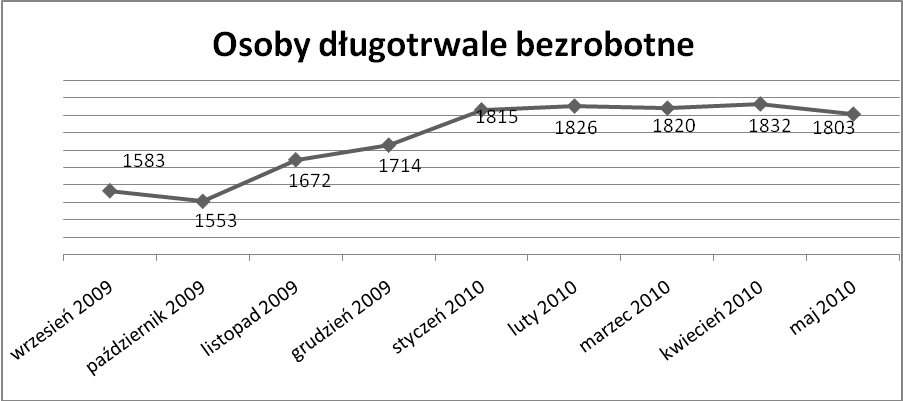 Osoby długotrwale bezrobotne
1583
1553
1672
1714
1815
1826
1820
1832
1803
wrzesień 2009
październik 2009
listopad 2009
grudzień 2009
styczeń 2010
luty 2010
marzec 2010
kwiecień 2010
maj 2010